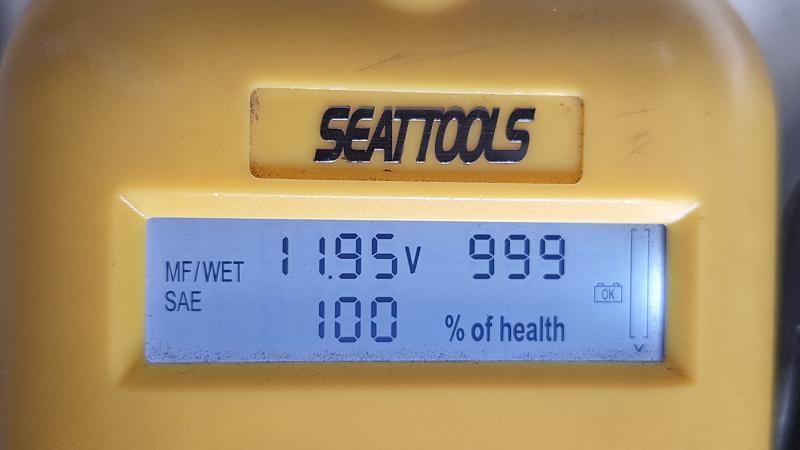 SEATTOOLS
MF/WET 11.95V 999
SAE
OK
100 % of health
V